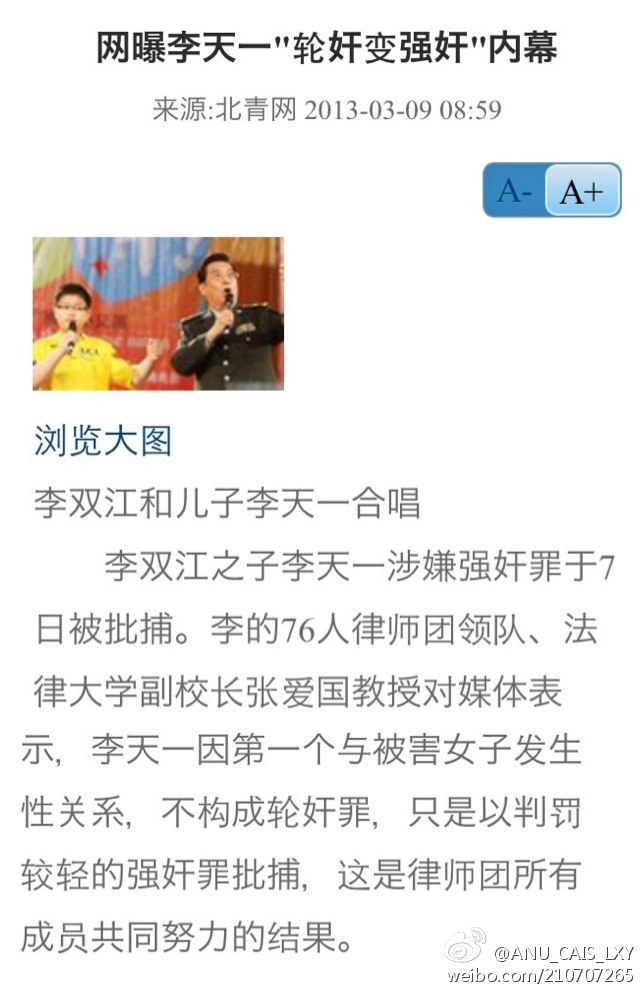 网曝李天一"轮奸变强奸"内幕
来源:北青网 2013-03-09 08:59
A- A+
浏览大图
李双江和儿子李天一合唱
李双江之子李天一涉嫌强奸罪于7
日被批捕。李的76人律师团领队、法
律大学副校长张爱国教授对媒体表
示,李天一因第一个与被害女子发生
性关系,不构成轮奸罪,只是以判罚
较轻的强奸罪批捕,这是律师团所有
成员共同努力的结果。
@ANU_CAIS_LXY
weibo.com/210707265